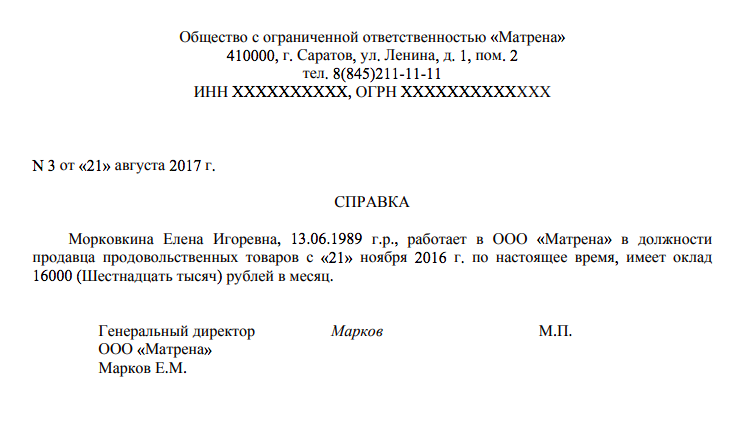 Общество с ограниченной ответственностью «Матрена»
410000, г. Саратов, ул. Ленина, д. 1, пом. 2
тел. 8(845)211-11-11
ИНН XXXXXXXXXX, ОГРН XXXXXXXXXXXXX
N 3 от «21» августа 2017 г.
СПРАВКА
Морковкина Елена Игоревна, 13.06.1989 г.р., работает в ООО «Матрена» в должности
продавца продовольственных товаров с «21» ноября 2016 г. по настоящее время, имеет оклад
16000 (Шестнадцать тысяч) рублей в месяц.
Генеральный директор Марков М.П.
ООО «Матрена»
Марков Е.М.